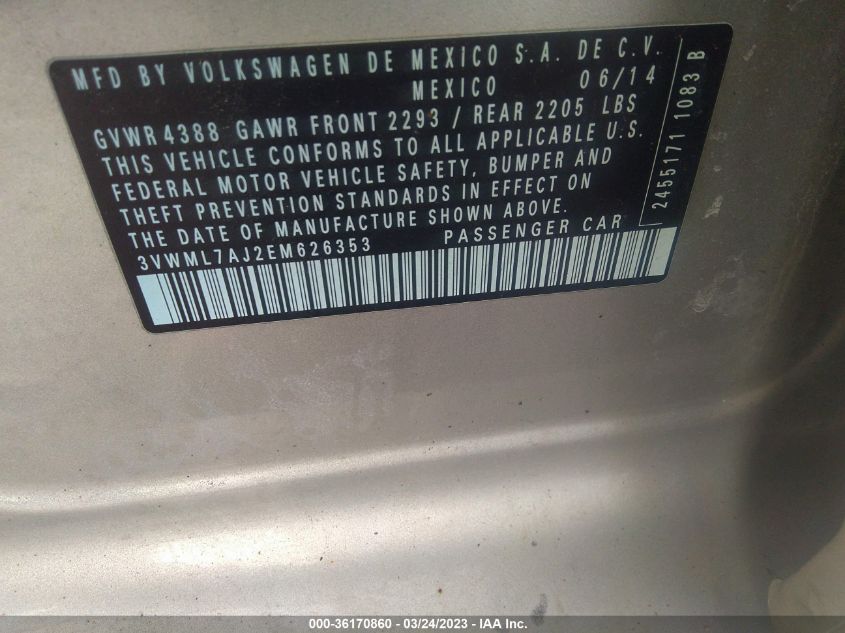 MFD BY VOLKSWAGEN DE MEXICO S.A. DE C.V.
MEXICO 06/14
GVWR 4388 GAWR FRONT 2293 / REAR 2205 LBS
THIS VEHICLE CONFORMS TO ALL APPLICABLE U.S.
FEDERAL MOTOR VEHICLE SAFETY, BUMPER AND
THEFT PREVENTION STANDARDS IN EFFECT ON
THE DATE OF MANUFACTURE SHOWN ABOVE.
3VWML7AJ2EM626353 PASSENGER CAR
2455171 1083 B
000-36170860 - 03/24/2023 - IAA Inc.